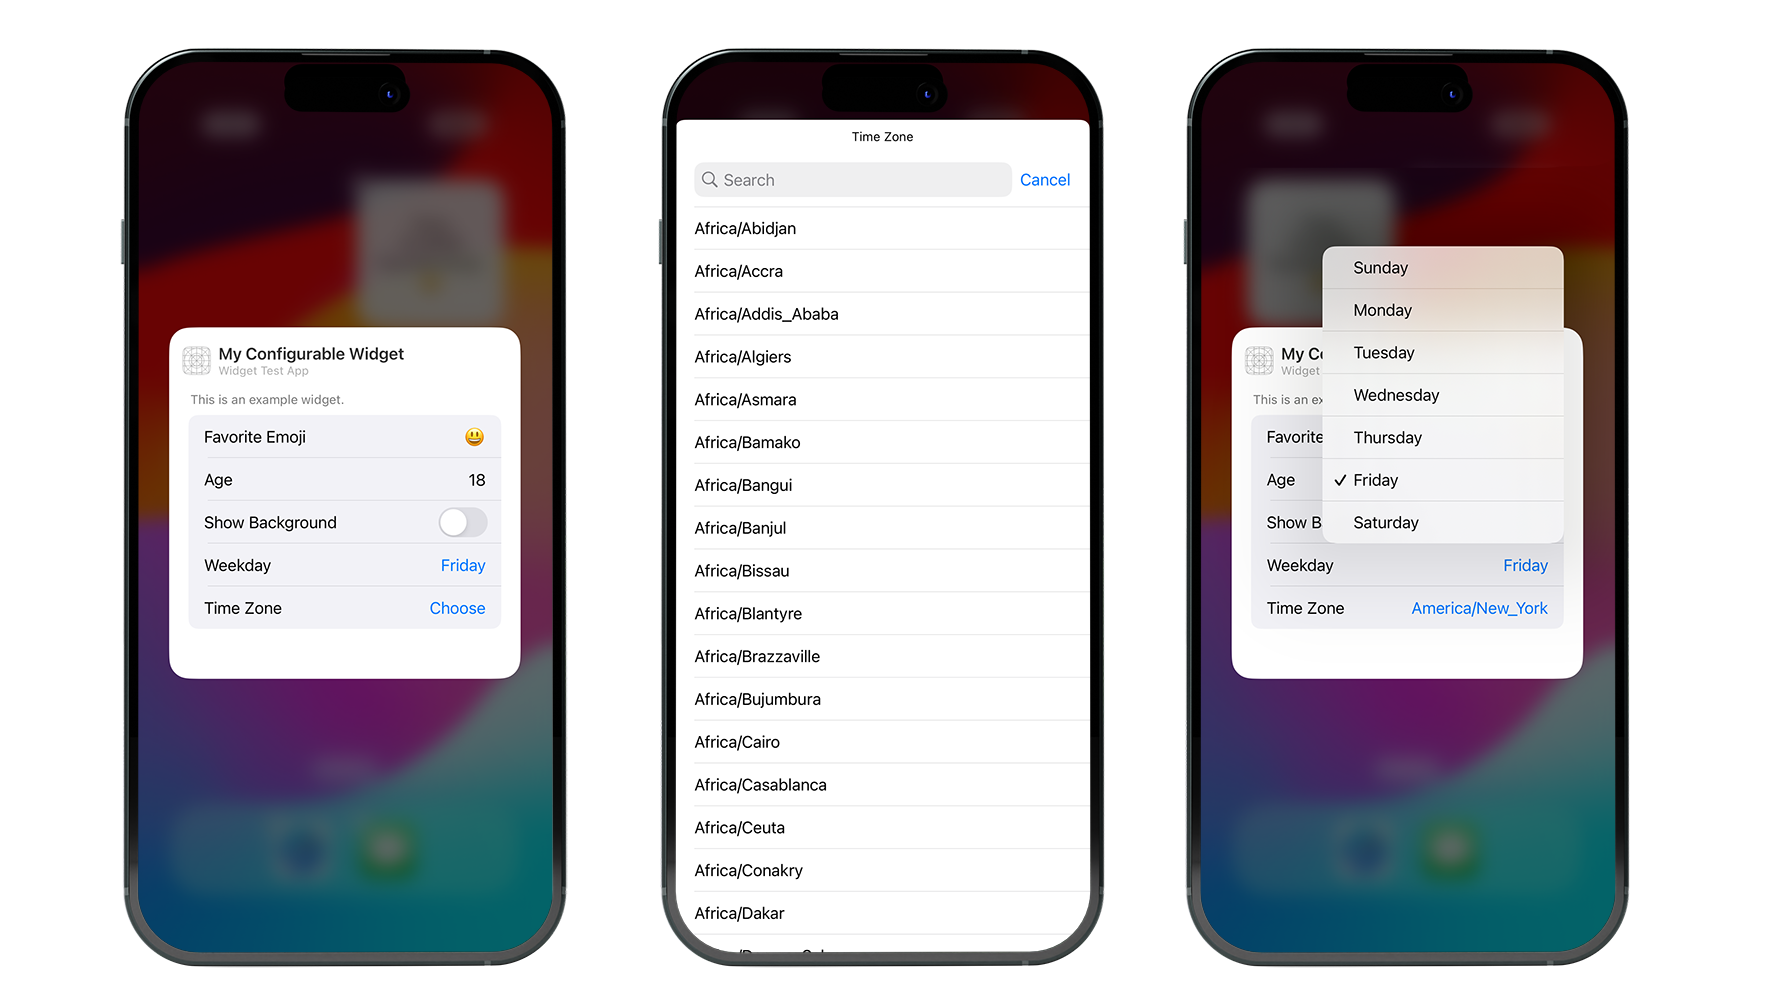 My Configurable Widget
Widget Test App
This is an example widget.
Favorite Emoji 😃
Age 18
Show Background
Weekday Friday
Time Zone Choose
Time Zone
Search Cancel
Africa/Abidjan
Africa/Accra
Africa/Addis_Ababa
Africa/Algiers
Africa/Asmara
Africa/Bamako
Africa/Bangui
Africa/Banjul
Africa/Bissau
Africa/Blantyre
Africa/Brazzaville
Africa/Bujumbura
Africa/Cairo
Africa/Casablanca
Africa/Ceuta
Africa/Conakry
Africa/Dakar
Sunday
Monday
Tuesday
Wednesday
Thursday
✓ Friday
Saturday
My Co
Widget
This is an ex
Favorite
Age
Show B
Weekday Friday
Time Zone America/New_York